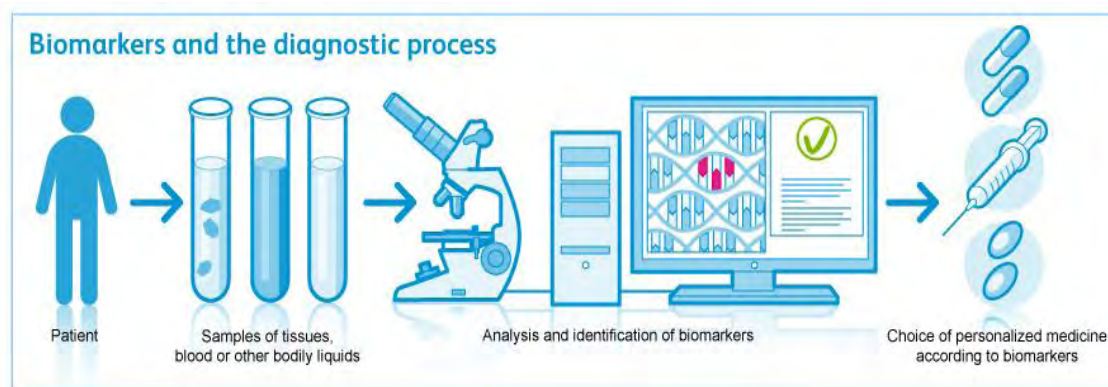 Biomarkers and the diagnostic process
Patient
Samples of tissues,
blood or other bodily liquids
Analysis and identification of biomarkers
Choice of personalized medicine
according to biomarkers